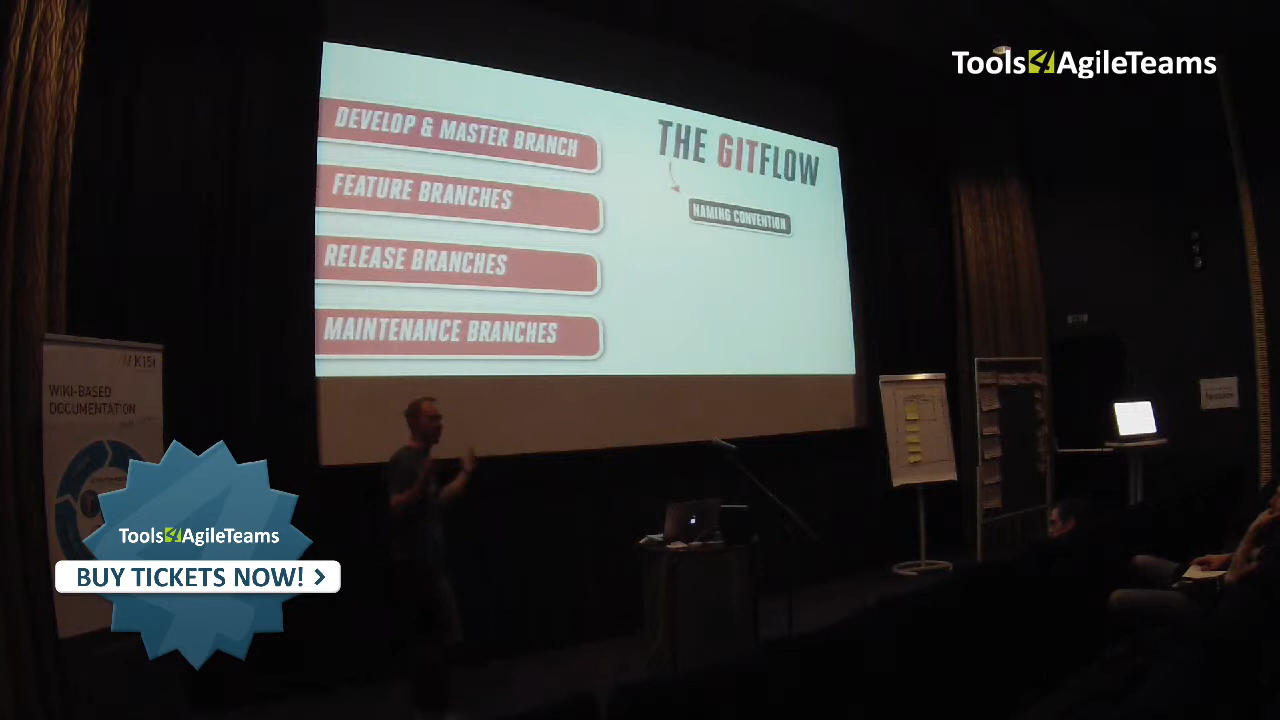 Tools4AgileTeams
DEVELOP & MASTER BRANCH
FEATURE BRANCHES
RELEASE BRANCHES
MAINTENANCE BRANCHES
THE GITFLOW
NAMING CONVENTION
// K15t
WIKI-BASED
DOCUMENTATION
Tools4AgileTeams
BUY TICKETS NOW!